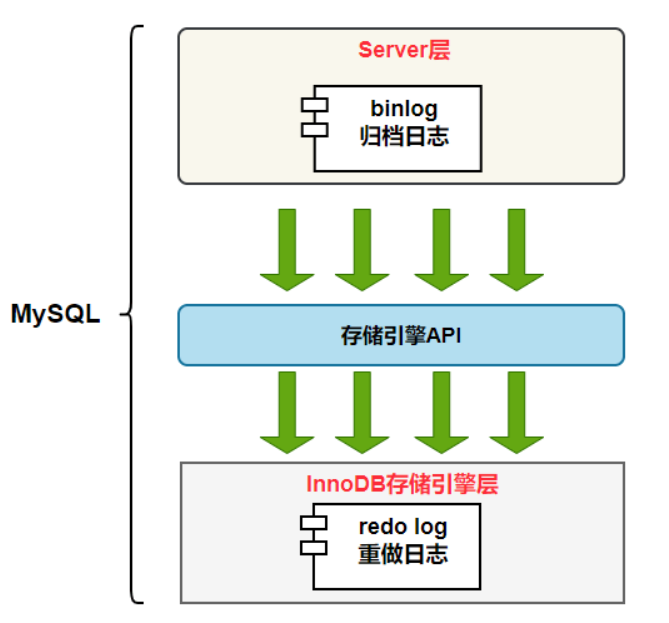 Server层
binlog
归档日志
MySQL
存储引擎API
InnoDB存储引擎层
redo log
重做日志